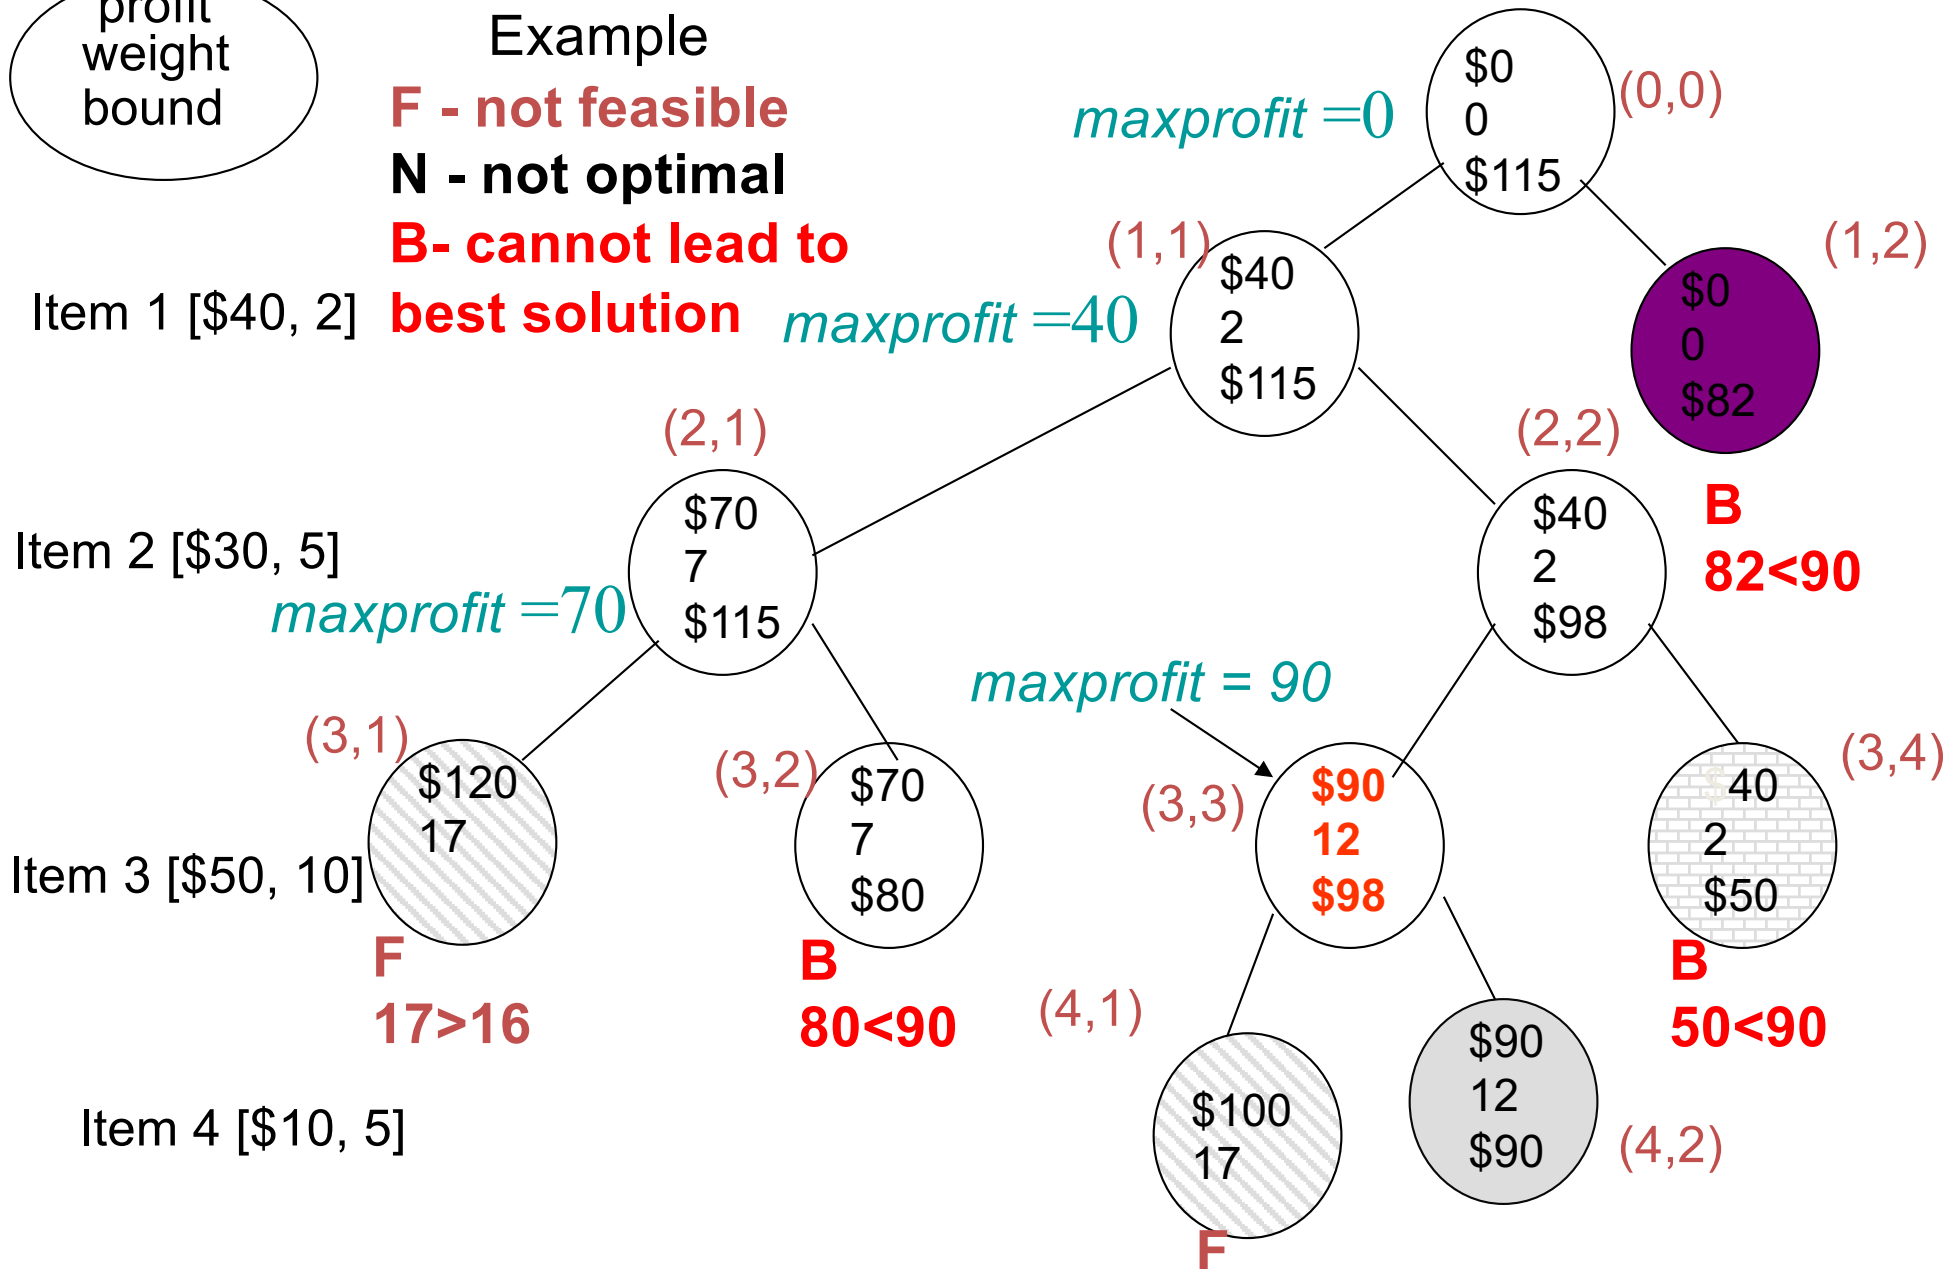 profit
weight
bound
Example
F - not feasible
N - not optimal
B- cannot lead to
best solution
maxprofit =0
$0
0
$115
(0,0)
Item 1 [$40, 2]
maxprofit =40
(1,1)
$40
2
$115
(1,2)
$0
0
$82
B
82<90
Item 2 [$30, 5]
maxprofit =70
(2,1)
$70
7
$115
(2,2)
$40
2
$98
maxprofit = 90
Item 3 [$50, 10]
(3,1)
$120
17
F
17>16
(3,2)
$70
7
$80
B
80<90
(3,3)
$90
12
$98
(3,4)
$40
2
$50
B
50<90
Item 4 [$10, 5]
(4,1)
$100
17
F
$90
12
$90
(4,2)